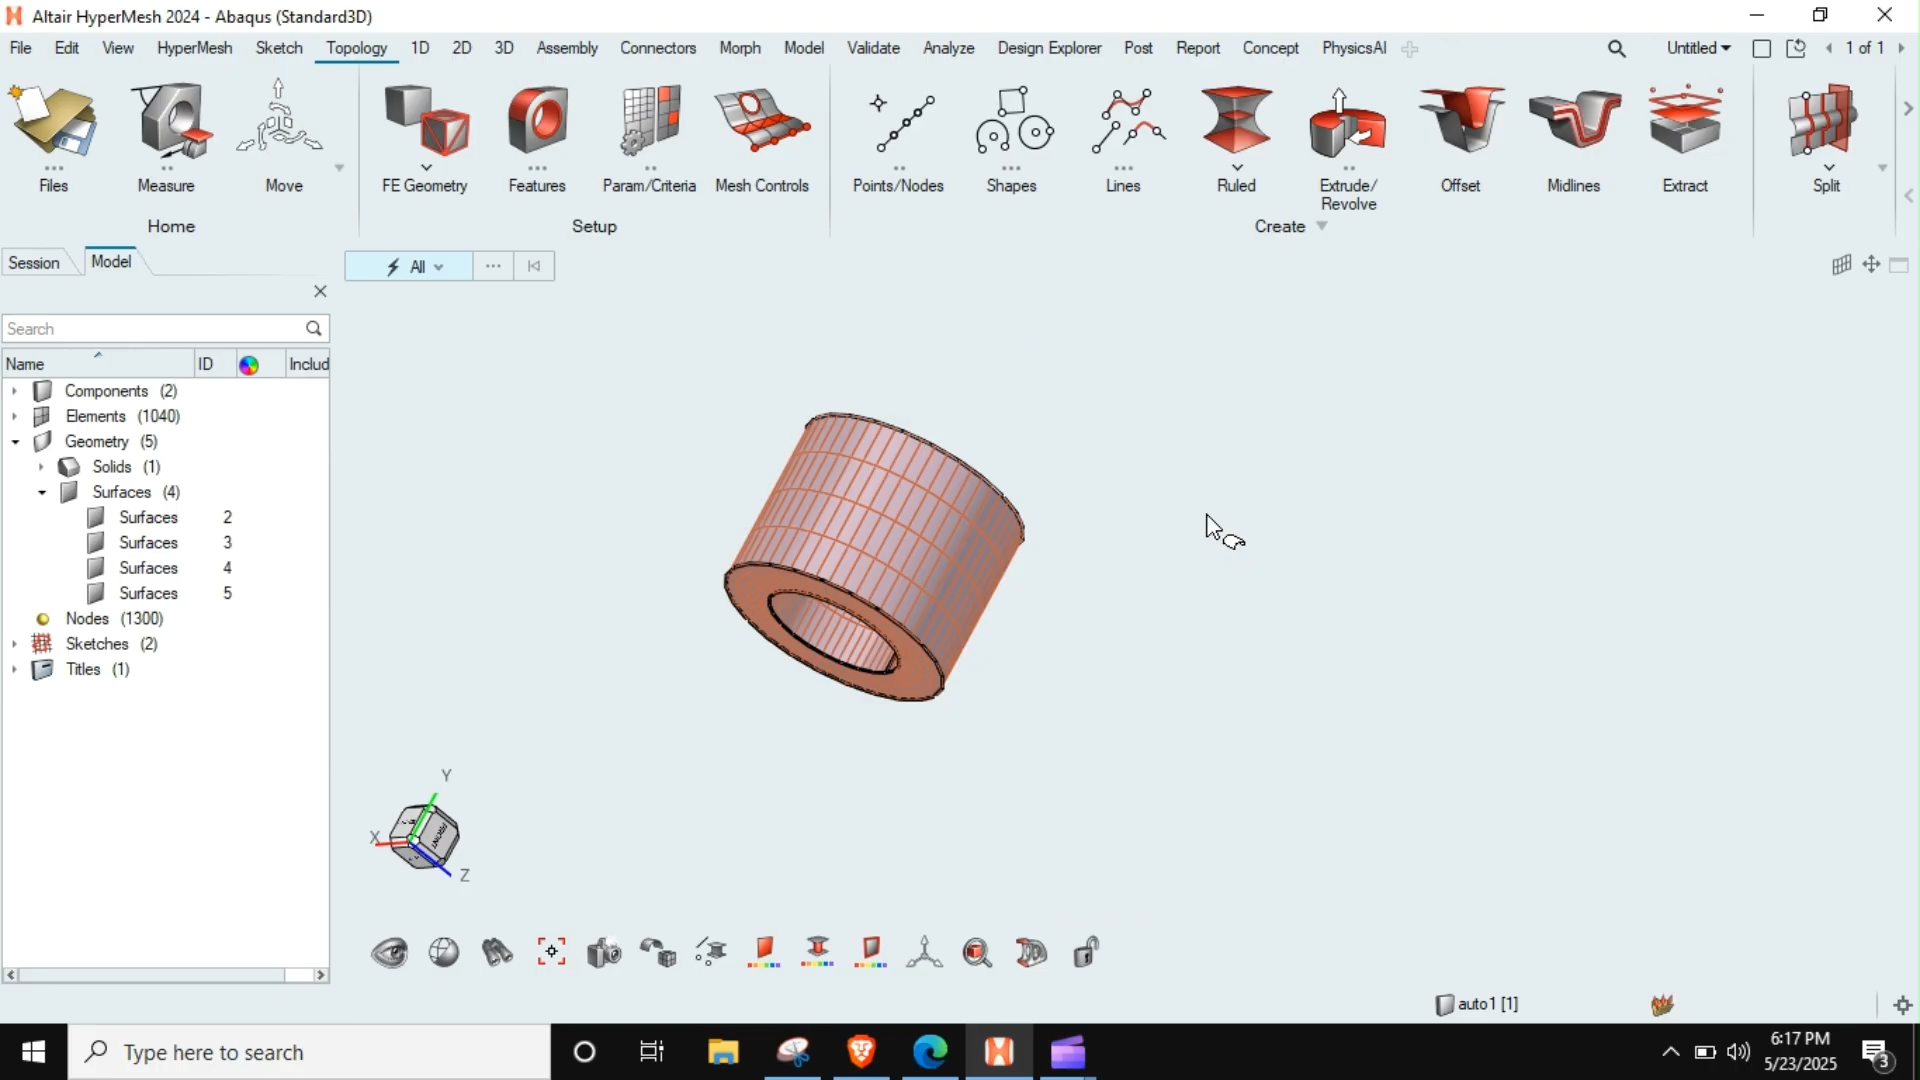 Altair HyperMesh 2024 - Abaqus (Standard3D)
File Edit View HyperMesh Sketch Topology 1D 2D 3D Assembly Connectors Morph Model Validate Analyze Design Explorer Post Report Concept PhysicsAI Untitled 1 of 1
Files Measure Move FE Geometry Features Param/Criteria Mesh Controls Points/Nodes Shapes Lines Ruled Extrude/ Offset Midlines Extract Split
Revolve
Home Setup Create
Session Model All
Search
Name ID Includ
Components (2)
Elements (1040)
Geometry (5)
Solids (1)
Surfaces (4)
Surfaces 2
Surfaces 3
Surfaces 4
Surfaces 5
Nodes (1300)
Sketches (2)
Titles (1)
Y
X
Z
auto1 [1]
Type here to search
6:17 PM
5/23/2025
3